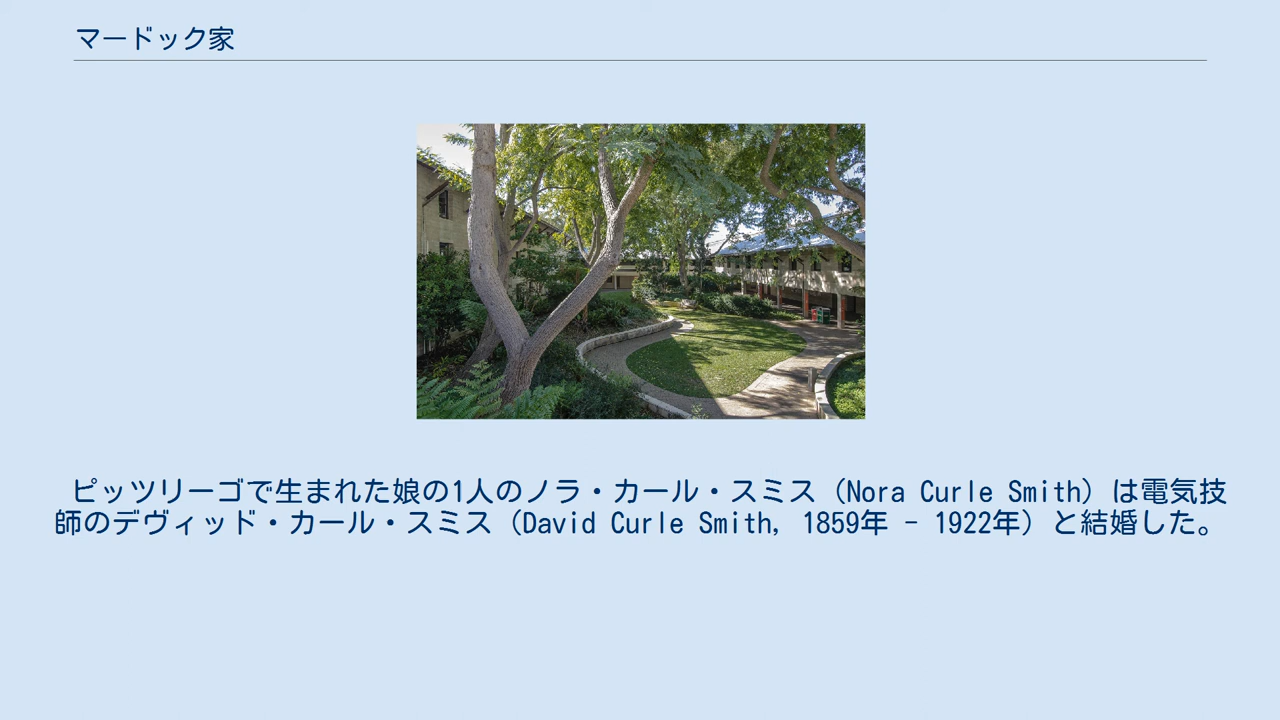 マードック家
ピッツリーゴで生まれた娘の1人のノラ・カール・スミス（Nora Curle Smith）は電気技
師のデヴィッド・カール・スミス（David Curle Smith, 1859年 - 1922年）と結婚した。